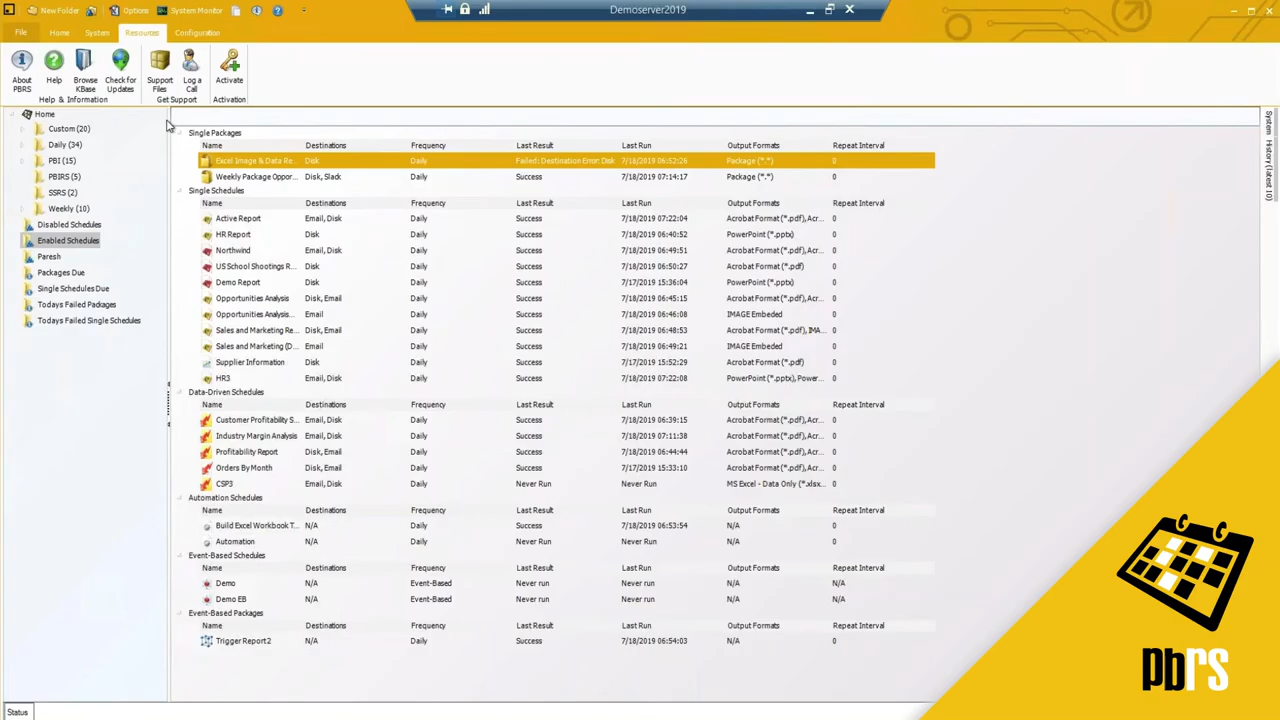 New Folder Options System Monitor
Demoserver2019
File Home System Resources Configuration
About PBRS
Help
Browse KBase
Check for Updates
Support Files
Log a Call
Activate
Help & Information Get Support Activation
Home
Custom (20)
Daily (34)
PBI (15)
PBIRS (5)
SSRS (2)
Weekly (10)
Disabled Schedules
Enabled Schedules
Paresh
Packages Due
Single Schedules Due
Todays Failed Packages
Todays Failed Single Schedules
Single Packages
Name Destinations Frequency Last Result Last Run Output Formats Repeat Interval
Excel Image & Data Re... Disk Daily Failed: Destination Error: Disk 7/18/2019 06:52:26 Package (*.*) 0
Weekly Package Oppor... Disk, Slack Daily Success 7/18/2019 07:14:17 Package (*.*) 0
Single Schedules
Name Destinations Frequency Last Result Last Run Output Formats Repeat Interval
Active Report Email, Disk Daily Success 7/18/2019 07:22:04 Acrobat Format (*.pdf),Acr... 0
HR Report Disk Daily Success 7/18/2019 06:40:52 PowerPoint (*.pptx) 0
Northwind Email, Disk Daily Success 7/18/2019 06:49:51 Acrobat Format (*.pdf),Acr... 0
US School Shootings R... Disk Daily Success 7/18/2019 06:50:27 Acrobat Format (*.pdf) 0
Demo Report Disk Daily Success 7/17/2019 15:36:04 PowerPoint (*.pptx) 0
Opportunities Analysis Disk, Email Daily Success 7/18/2019 06:45:15 Acrobat Format (*.pdf) 0
Opportunities Analysis... Email Daily Success 7/18/2019 06:46:08 IMAGE Embeded 0
Sales and Marketing Re... Disk, Email Daily Success 7/18/2019 06:48:53 Acrobat Format (*.pdf), IMA... 0
Sales and Marketing (D... Email Daily Success 7/18/2019 06:49:21 IMAGE Embeded 0
Supplier Information Disk Daily Success 7/17/2019 15:52:29 Acrobat Format (*.pdf) 0
HR3 Email, Disk Daily Success 7/18/2019 07:22:08 PowerPoint (*.pptx), Power... 0
Data-Driven Schedules
Name Destinations Frequency Last Result Last Run Output Formats Repeat Interval
Customer Profitability S... Email, Disk Daily Success 7/18/2019 06:39:15 Acrobat Format (*.pdf),Acr... 0
Industry Margin Analysis Email, Disk Daily Success 7/18/2019 07:11:38 Acrobat Format (*.pdf),Acr... 0
Profitability Report Disk, Email Daily Success 7/18/2019 06:44:44 Acrobat Format (*.pdf),Acr... 0
Orders By Month Disk, Email Daily Success 7/17/2019 15:33:10 Acrobat Format (*.pdf),Acr... 0
CSP3 Email, Disk Daily Never Run Never Run MS Excel - Data Only (*.xlsx... 0
Automation Schedules
Name Destinations Frequency Last Result Last Run Output Formats Repeat Interval
Build Excel Workbook T... N/A Daily Success 7/18/2019 06:53:54 N/A 0
Automation N/A Daily Never Run Never Run N/A 0
Event-Based Schedules
Name Destinations Frequency Last Result Last Run Output Formats Repeat Interval
Demo N/A Event-Based Never run Never run N/A N/A
Demo EB N/A Event-Based Never run Never run N/A N/A
Event-Based Packages
Name Destinations Frequency Last Result Last Run Output Formats Repeat Interval
Trigger Report2 N/A Daily Success 7/18/2019 06:54:03 N/A 0
System History (latest 10)
pbrs
Status